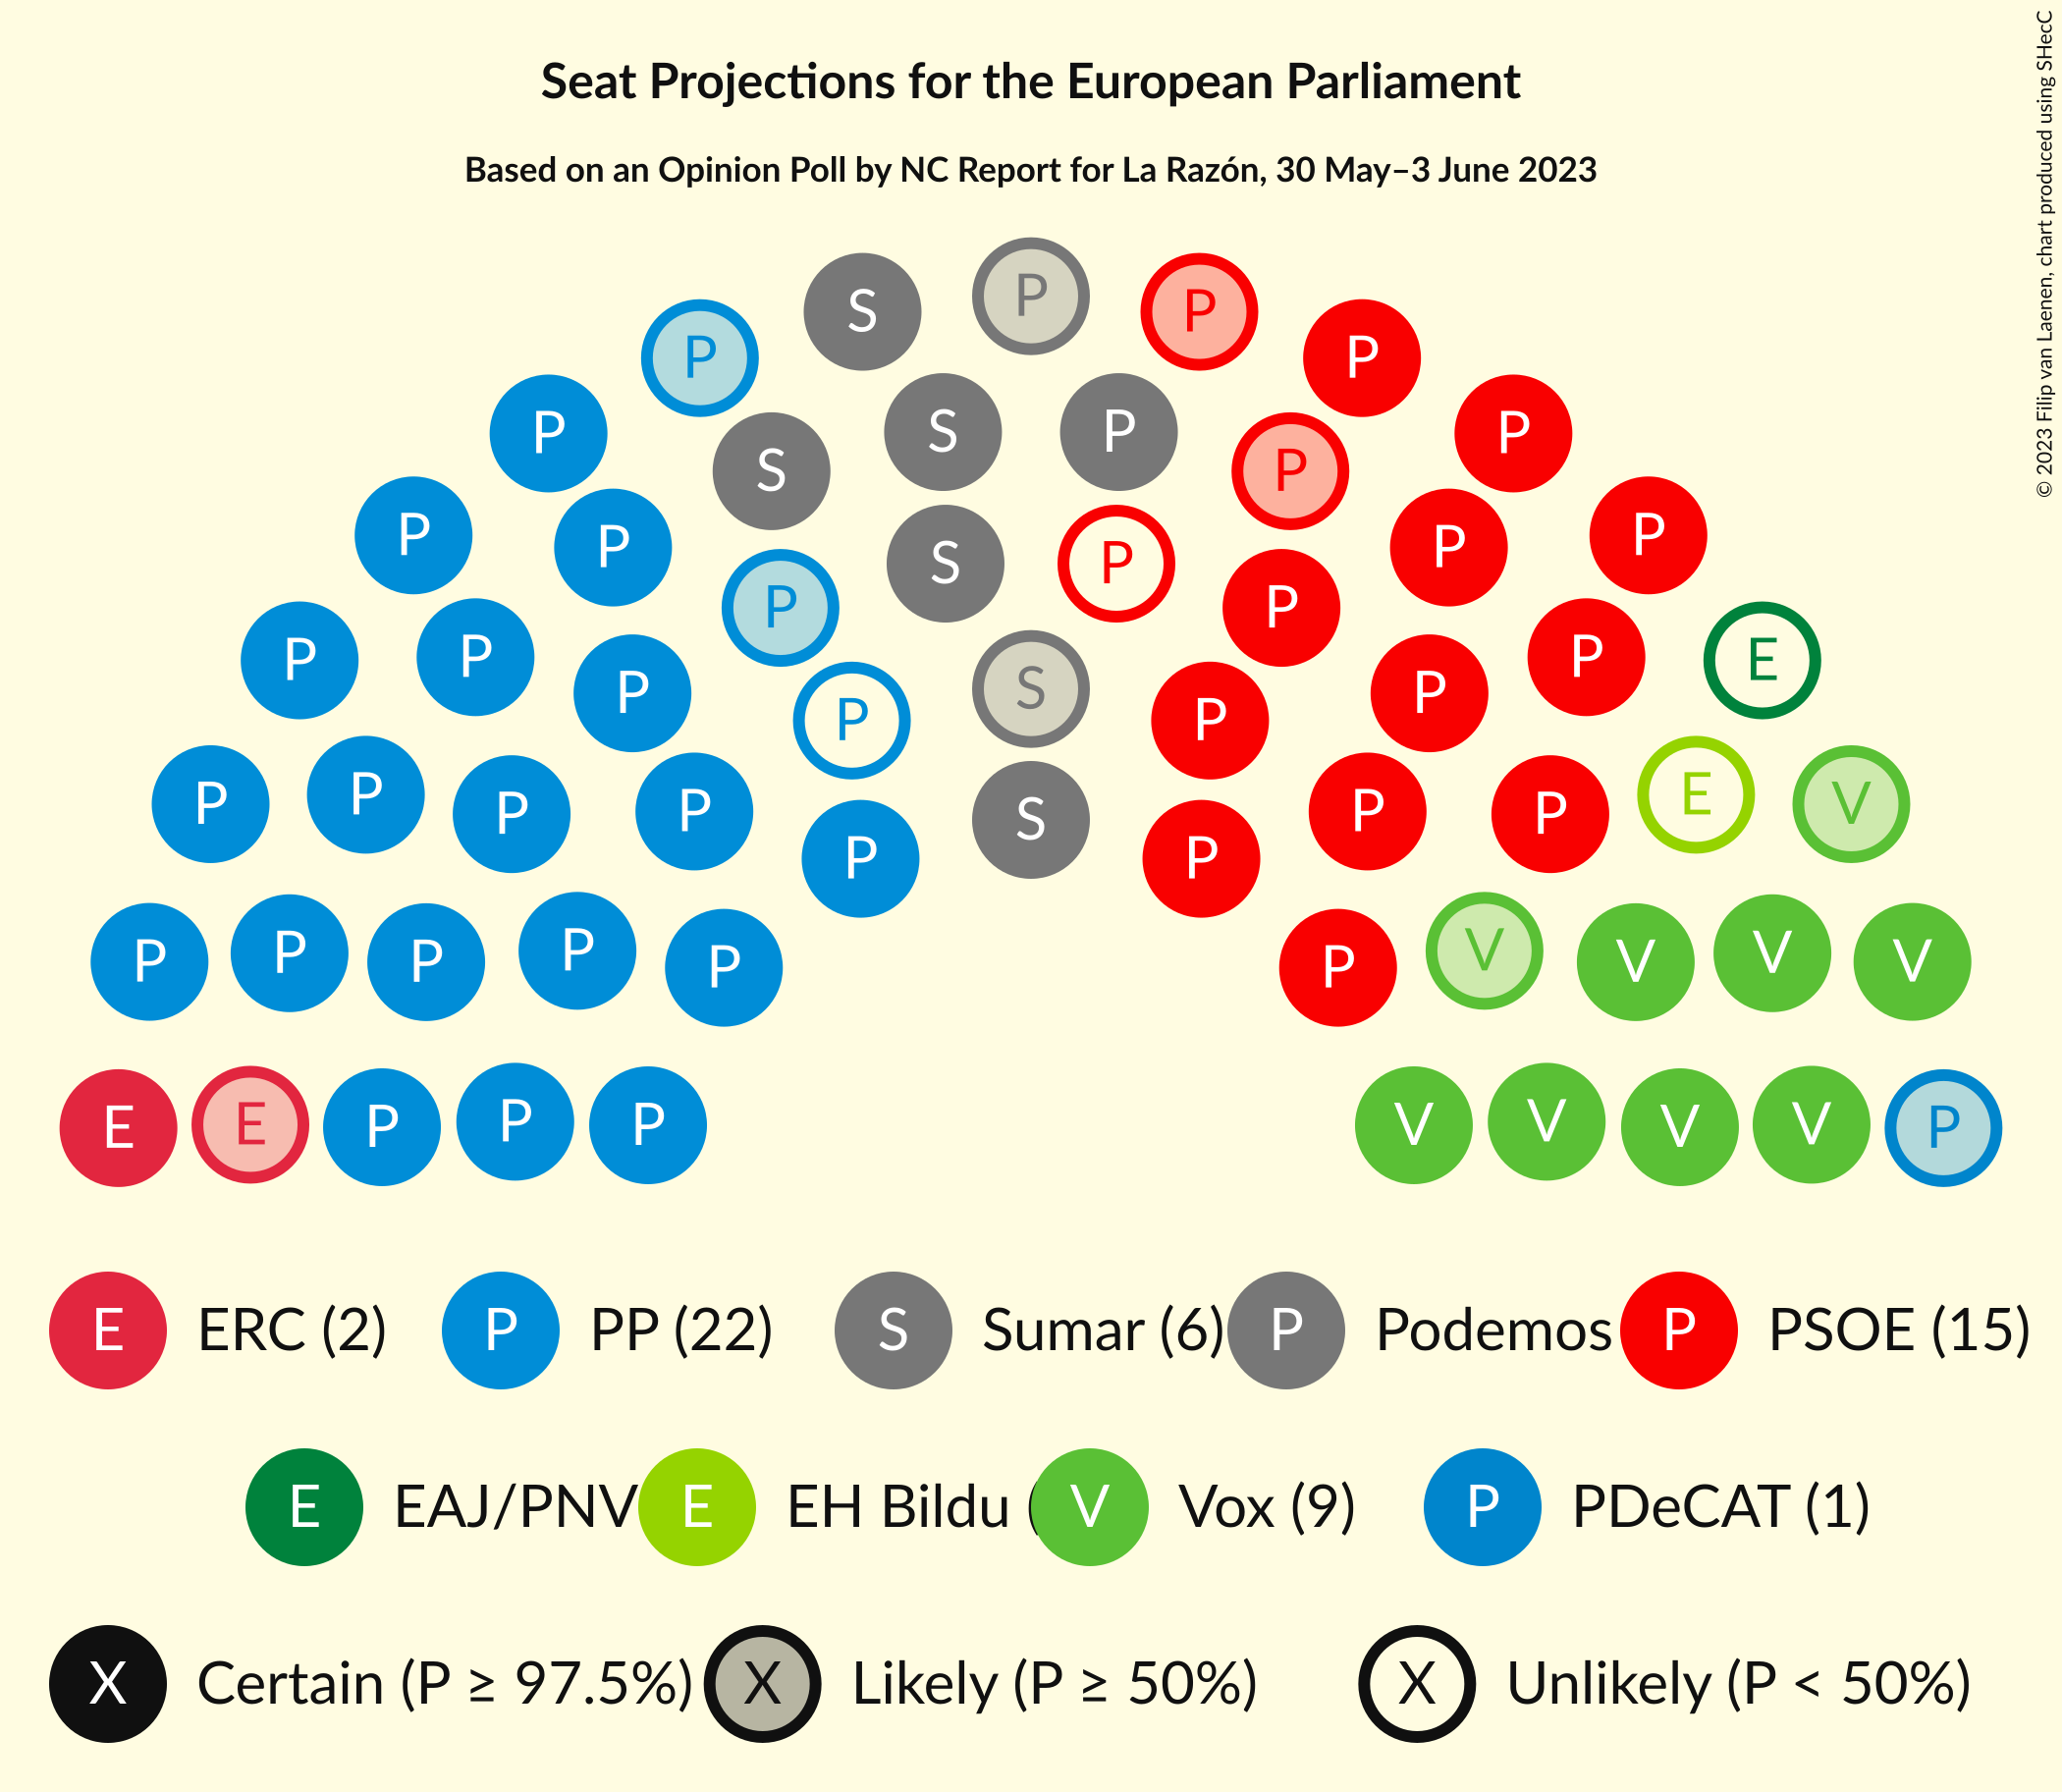 Seat Projections for the European Parliament
Based on an Opinion Poll by NC Report for La Razón, 30 May–3 June 2023
© 2023 Filip van Laenen, chart produced using SHecC
P
S P P P
P P
P S S P P P
P P S P P P
P P P P S P P E
P P P P P P
P P P P P S P P P E V
P P P P P P V V V V
E E P P P V V V V P
E ERC (2) P PP (22) S Sumar (6) P Podemos P PSOE (15)
E EAJ/PNV E EH Bildu V Vox (9) P PDeCAT (1)
X Certain (P ≥ 97.5%) X Likely (P ≥ 50%) X Unlikely (P < 50%)